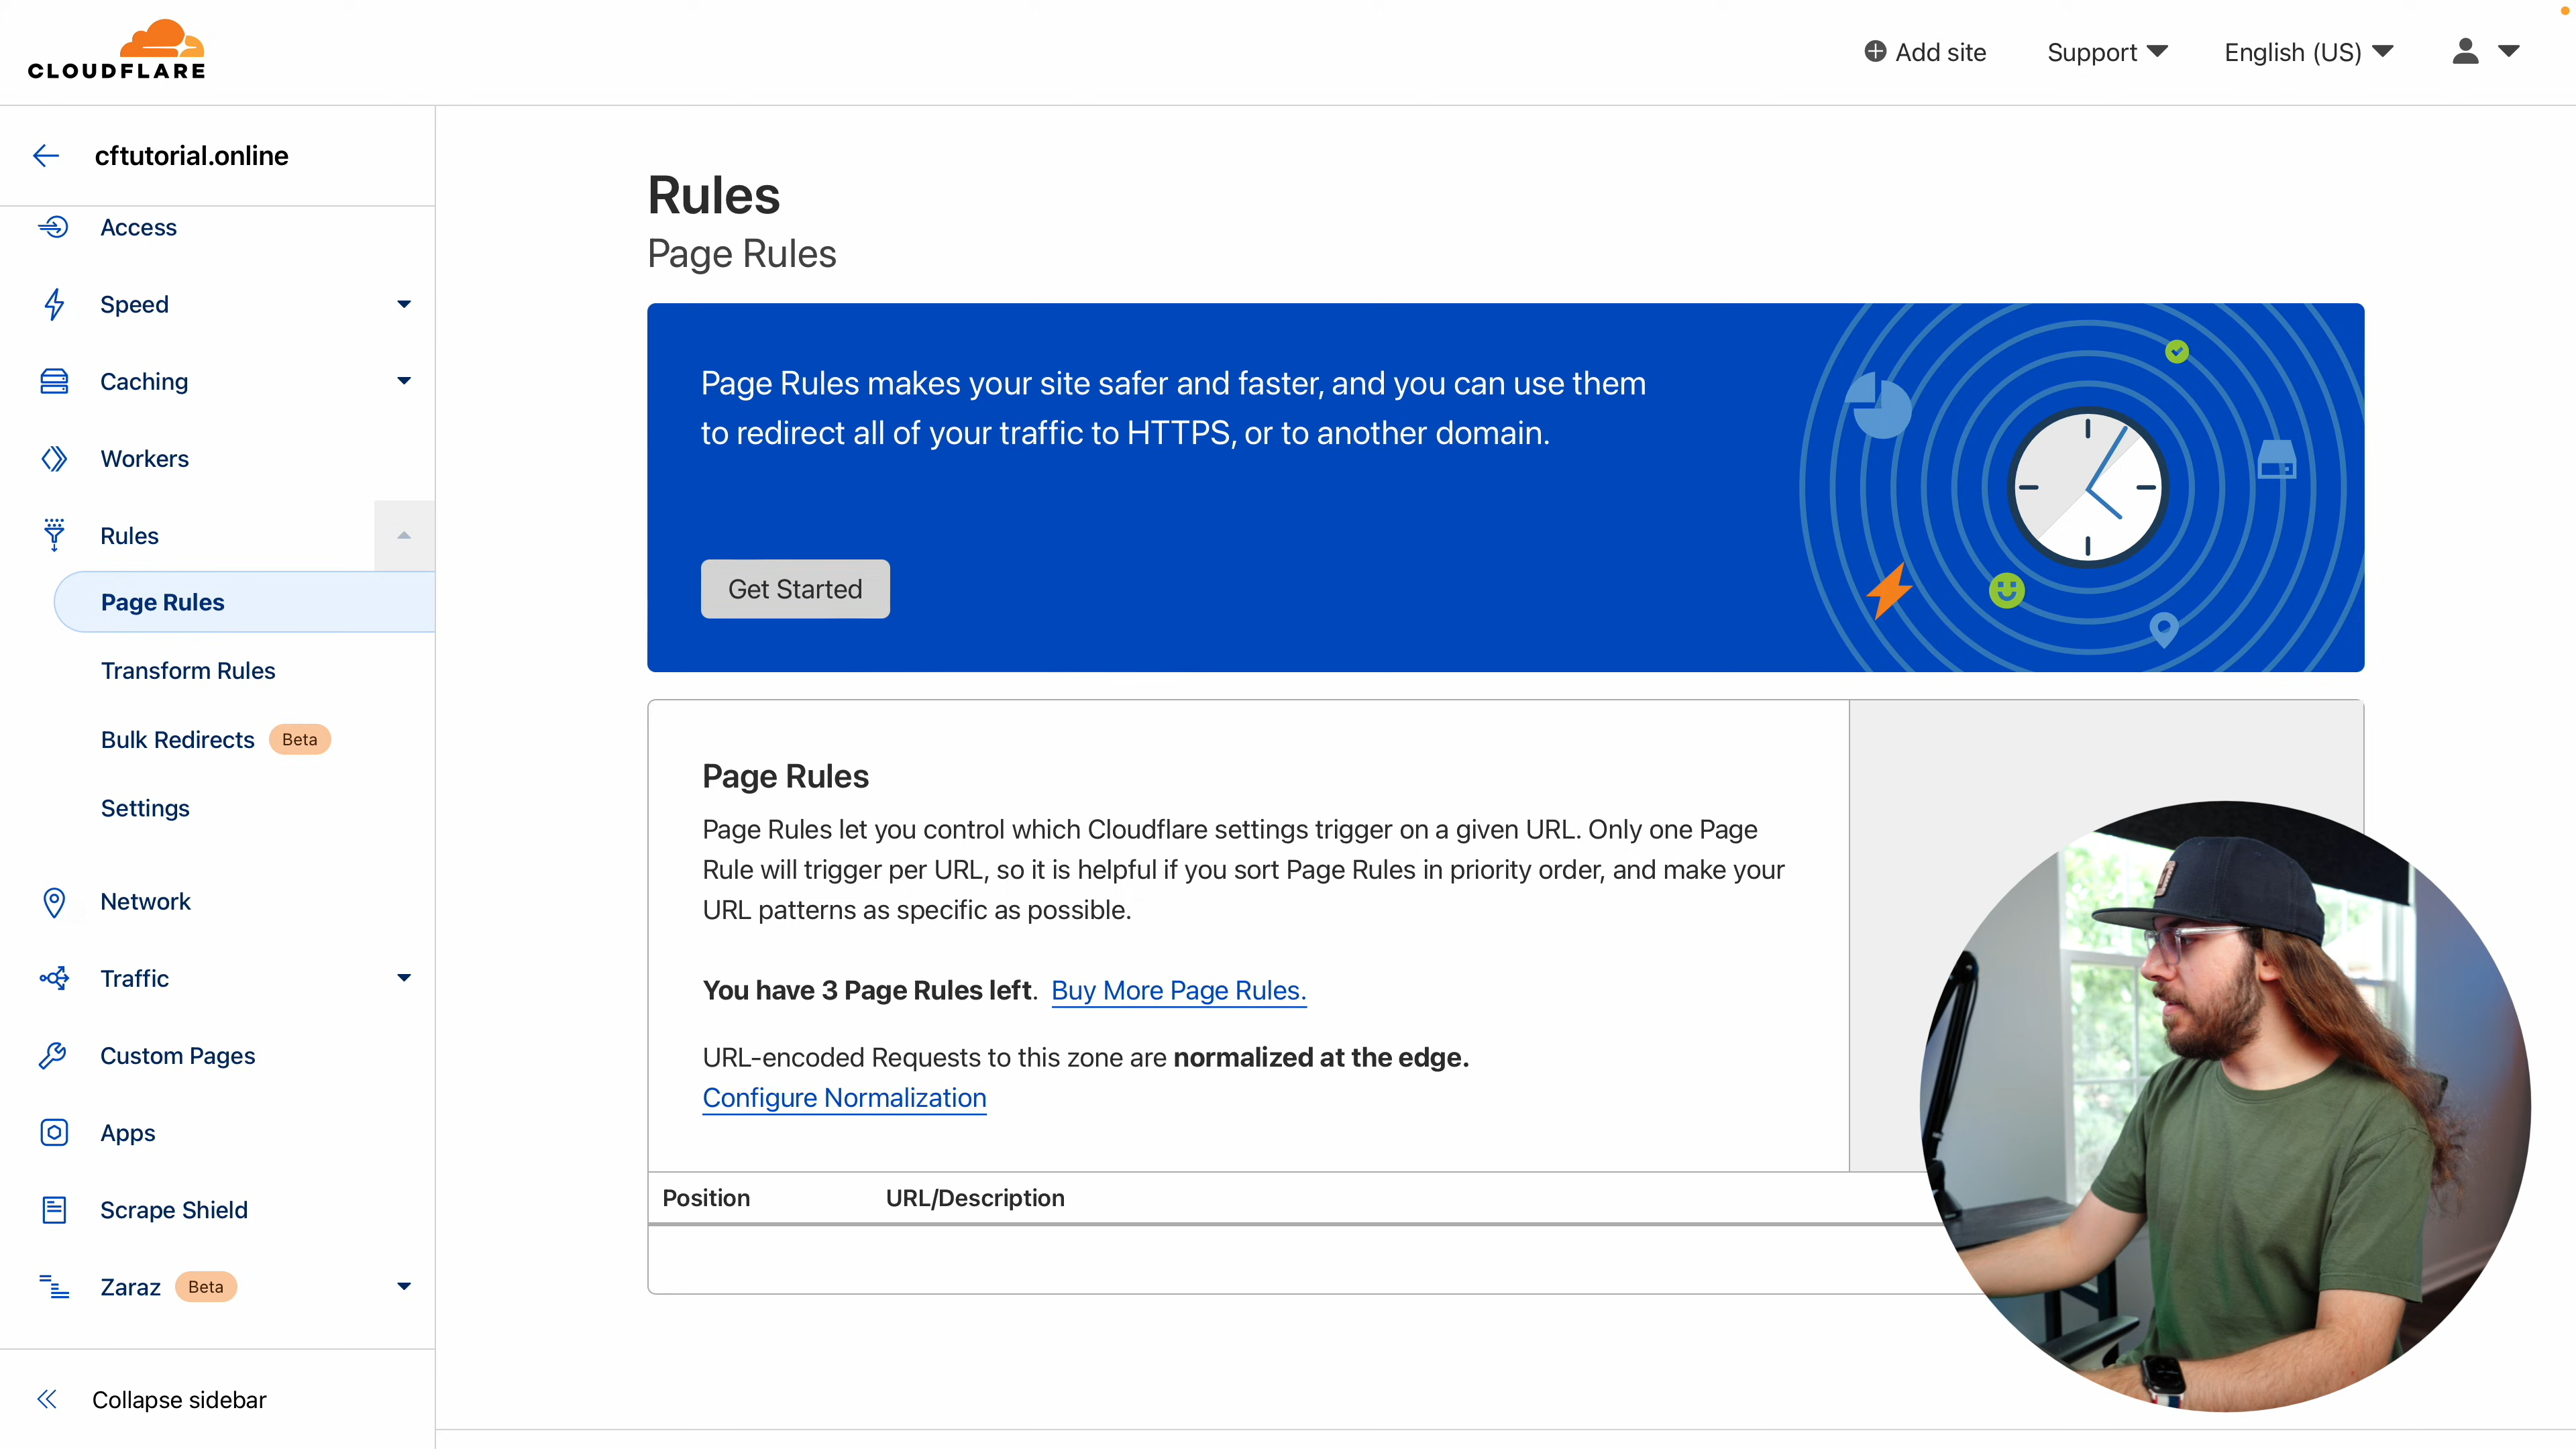 CLOUDFLARE
Add site
Support
English (US)
cftutorial.online
Access
Speed
Caching
Workers
Rules
Page Rules
Transform Rules
Bulk Redirects Beta
Settings
Network
Traffic
Custom Pages
Apps
Scrape Shield
Zaraz Beta
Collapse sidebar
Rules
Page Rules
Page Rules makes your site safer and faster, and you can use them
to redirect all of your traffic to HTTPS, or to another domain.
Get Started
Page Rules
Page Rules let you control which Cloudflare settings trigger on a given URL. Only one Page
Rule will trigger per URL, so it is helpful if you sort Page Rules in priority order, and make your
URL patterns as specific as possible.
You have 3 Page Rules left. Buy More Page Rules.
URL-encoded Requests to this zone are normalized at the edge.
Configure Normalization
Position URL/Description